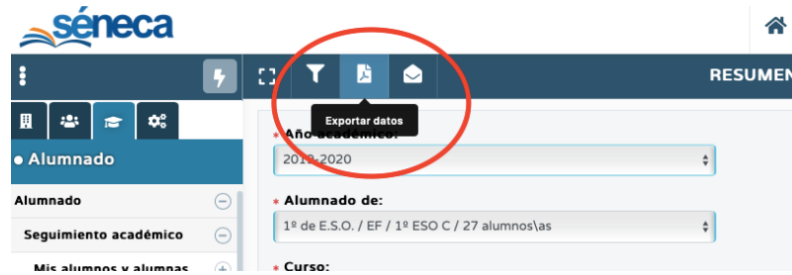 séneca
RESUMEN
Exportar datos
Alumnado
* Año académico:
2019-2020
Alumnado
* Alumnado de:
Seguimiento académico
1º de E.S.O. / EF / 1º ESO C / 27 alumnos\as
Mis alumnos y alumnas
* Curso: